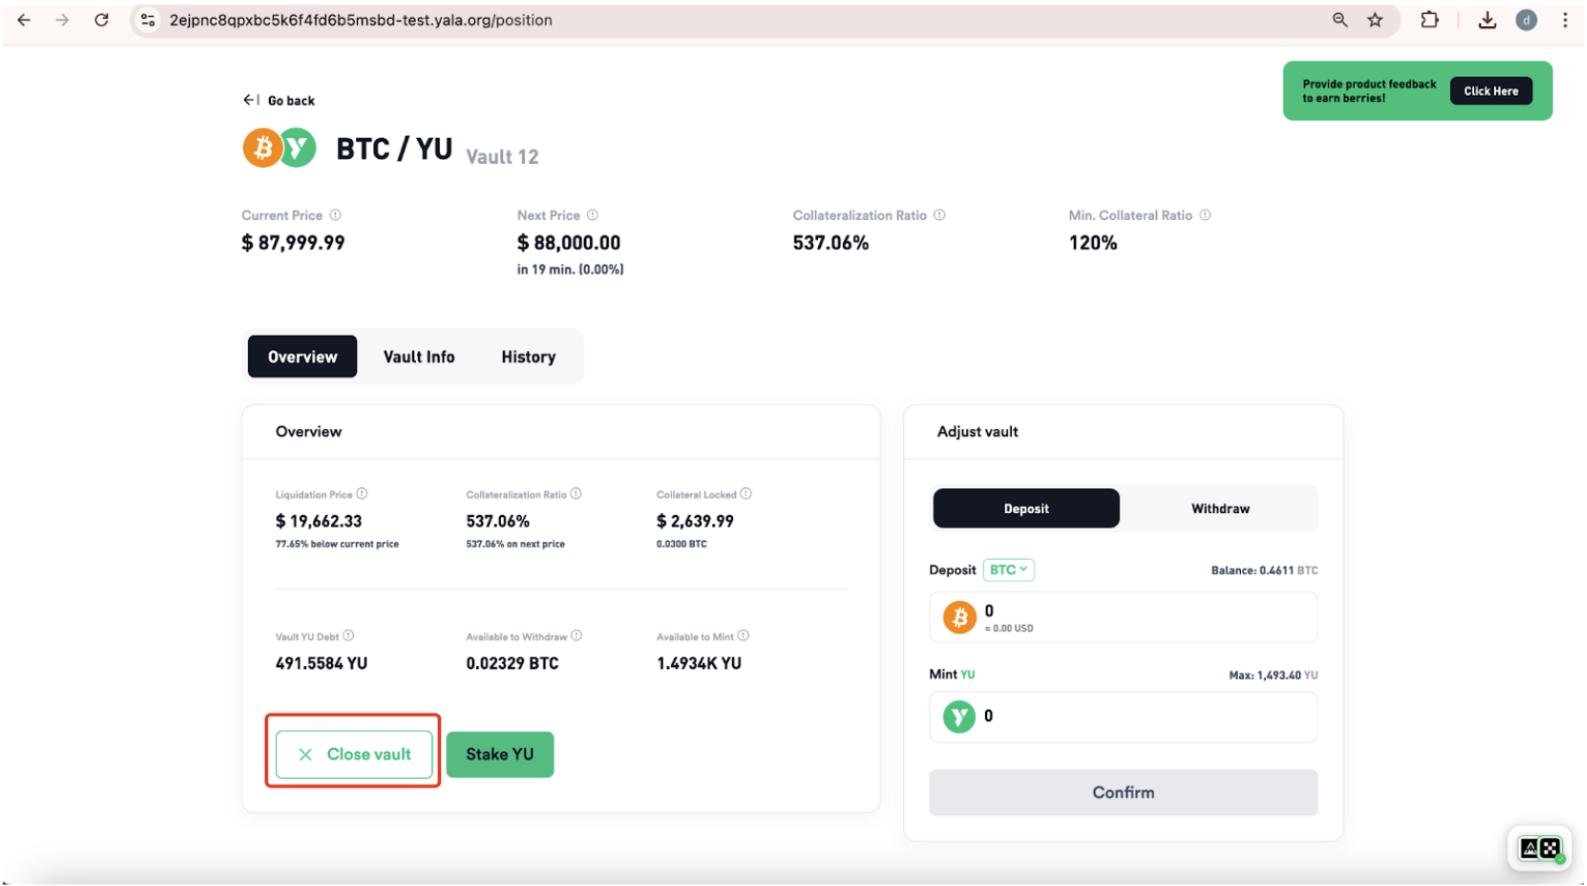 2ejpnc8qpxbc5k6f4fd6b5msbd-test.yala.org/position
d
Go back
Provide product feedback
to earn berries!
Click Here
BTC / YU Vault 12
Current Price
Next Price
Collateralization Ratio
Min. Collateral Ratio
$ 87,999.99
$ 88,000.00
537.06%
120%
in 19 min. (0.00%)
Overview
Vault Info
History
Overview
Adjust vault
Liquidation Price
Collateralization Ratio
Collateral Locked
$ 19,662.33
537.06%
$ 2,639.99
77.65% below current price
537.06% on next price
0.0300 BTC
Deposit
Withdraw
Deposit BTC
Balance: 0.4611 BTC
0
≈ 0.00 USD
Vault YU Debt
Available to Withdraw
Available to Mint
491.5584 YU
0.02329 BTC
1.4934K YU
Mint YU
Max: 1,493.40 YU
0
Close vault
Stake YU
Confirm